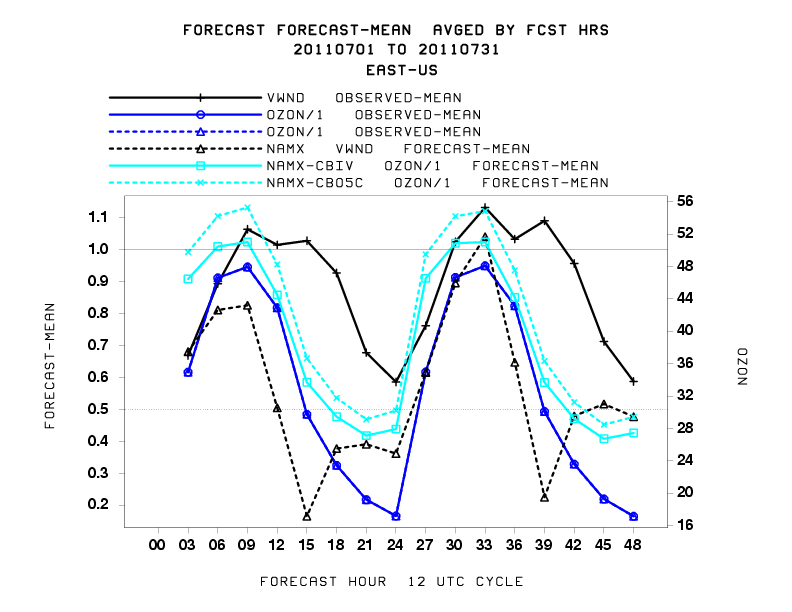 FORECAST FORECAST-MEAN  AVGED BY FCST HRS
20110701 TO 20110731
EAST-US
VWND   OBSERVED-MEAN
OZON/1   OBSERVED-MEAN
OZON/1   OBSERVED-MEAN
NAMX   VWND   FORECAST-MEAN
NAMX-CBIV   OZON/1   FORECAST-MEAN
NAMX-CB05C   OZON/1   FORECAST-MEAN
1.1
1.0
0.9
0.8
0.7
0.6
0.5
0.4
0.3
0.2
FORECAST-MEAN
56
52
48
44
40
36
32
28
24
20
16
OZON
00 03 06 09 12 15 18 21 24 27 30 33 36 39 42 45 48
FORECAST HOUR  12 UTC CYCLE